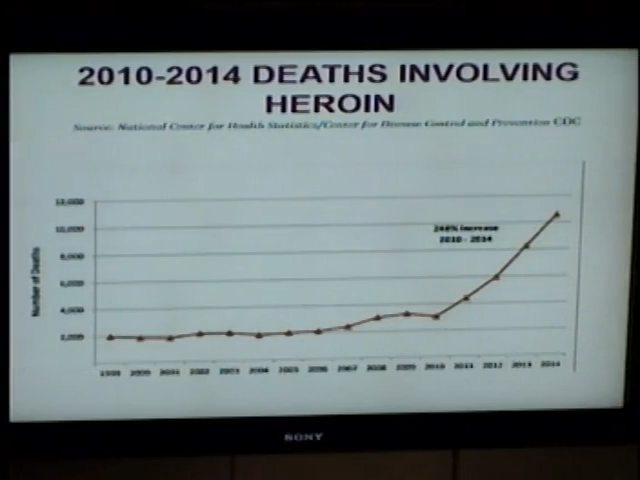 2010-2014 DEATHS INVOLVING
HEROIN
Source: National Center for Health Statistics/Center for Disease Control and Prevention CDC
248% Increase
2010 - 2014
Number of Deaths
12,000
10,000
8,000
6,000
4,000
2,000
1999 2000 2001 2002 2003 2004 2005 2006 2007 2008 2009 2010 2011 2012 2013 2014
SONY